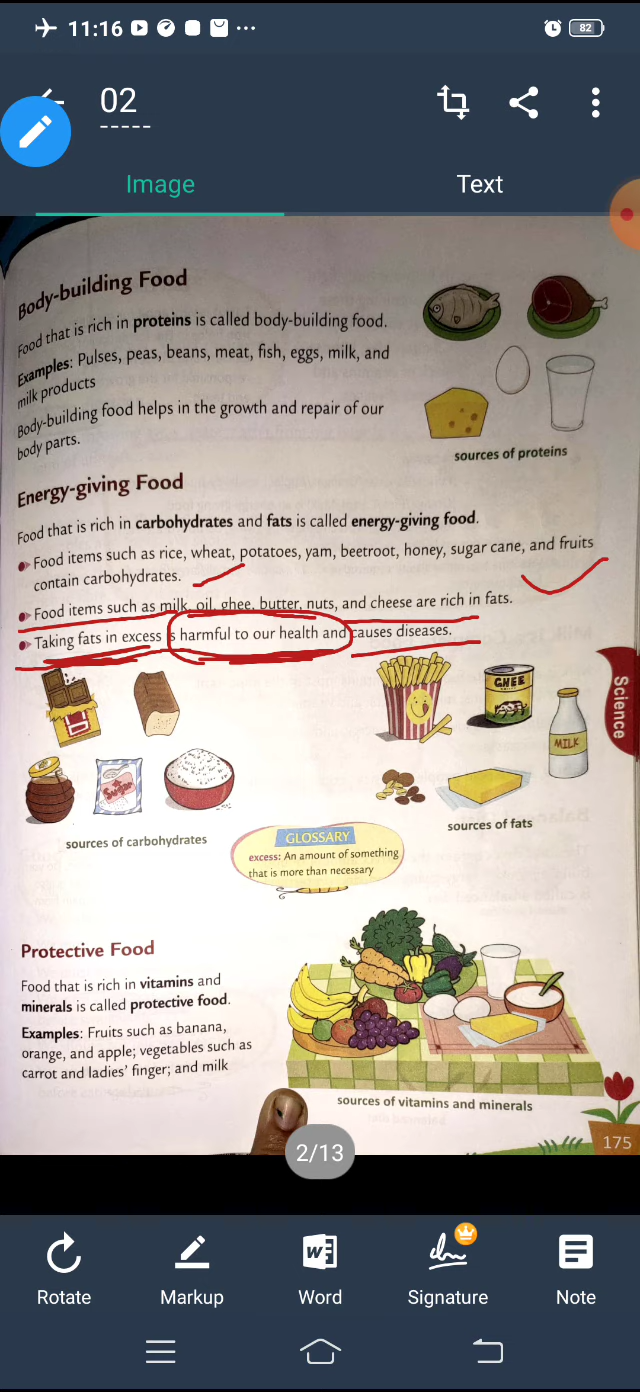 11:16
82
02
Image
Text
Body-building Food
Food that is rich in proteins is called body-building food.
Examples: Pulses, peas, beans, meat, fish, eggs, milk, and
milk products
Body-building food helps in the growth and repair of our
body parts.
sources of proteins
Energy-giving Food
Food that is rich in carbohydrates and fats is called energy-giving food.
Food items such as rice, wheat, potatoes, yam, beetroot, honey, sugar cane, and fruits
contain carbohydrates.
Food items such as milk, oil, ghee, butter, nuts, and cheese are rich in fats.
Taking fats in excess is harmful to our health and causes diseases.
Science
GHEE
MILK
Sugar
sources of carbohydrates
sources of fats
GLOSSARY
excess: An amount of something
that is more than necessary
Protective Food
Food that is rich in vitamins and
minerals is called protective food.
Examples: Fruits such as banana,
orange, and apple; vegetables such as
carrot and ladies' finger; and milk
sources of vitamins and minerals
175
2/13
Rotate
Markup
W
Word
Signature
Note